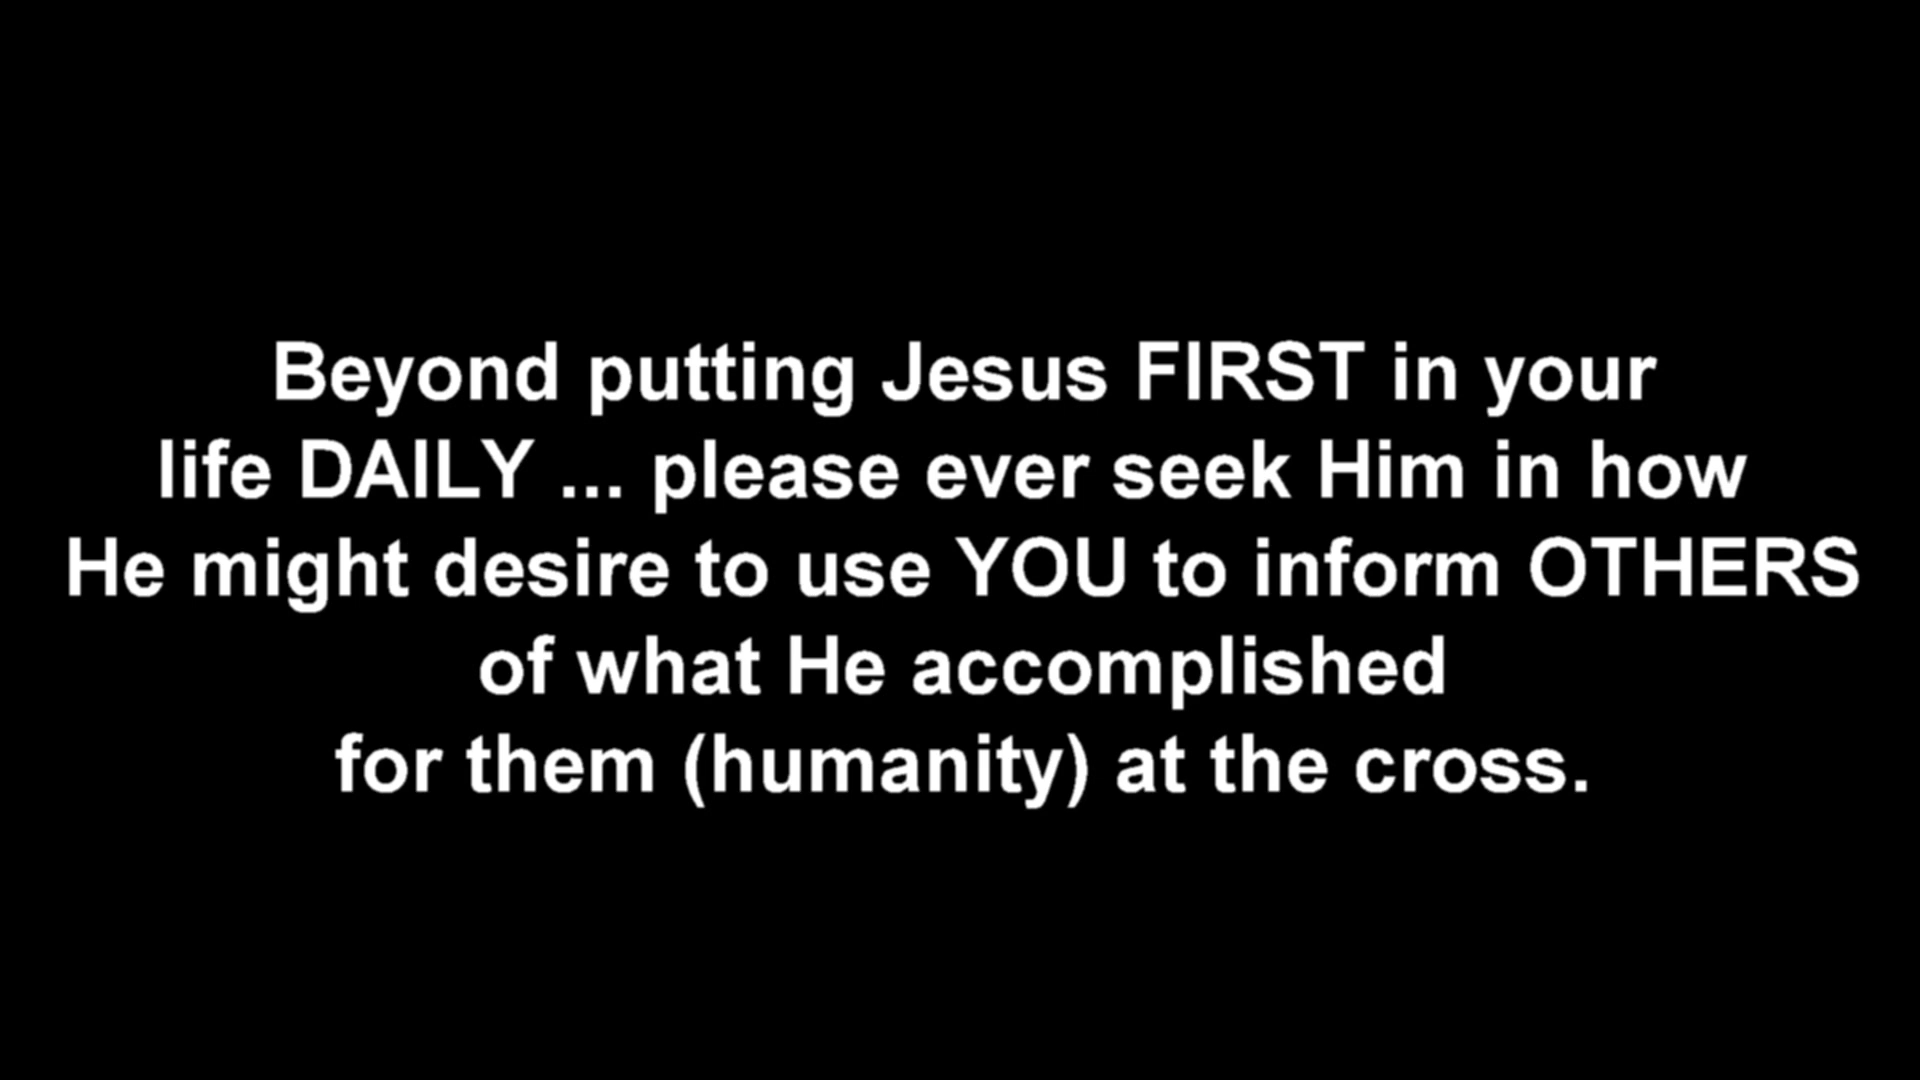 Beyond putting Jesus FIRST in your
life DAILY ... please ever seek Him in how
He might desire to use YOU to inform OTHERS
of what He accomplished
for them (humanity) at the cross.